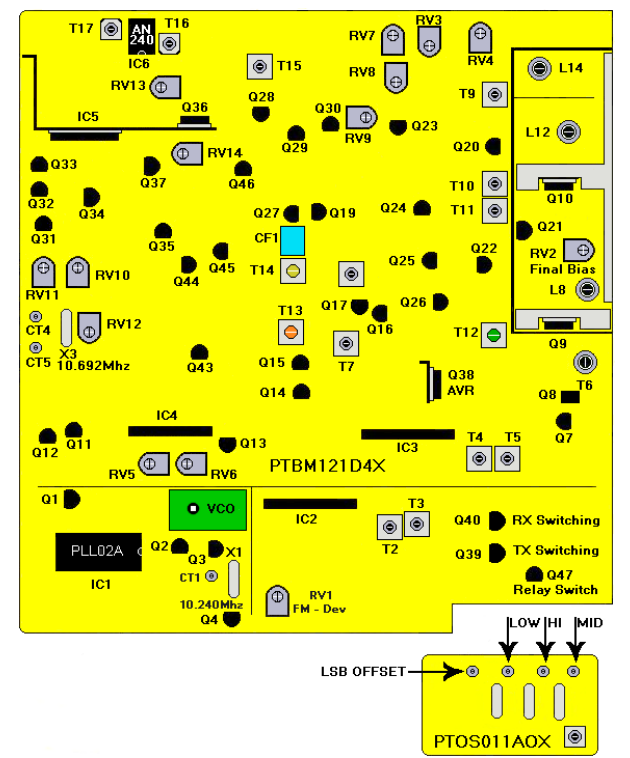 T17 AN 240 T16
IC6
RV7 RV3
RV4
T15 RV8
RV13
Q36 Q28
T9 L14
IC5
Q30 Q29 RV9 Q23
L12
Q20
RV14
Q33 Q37 Q46
Q32 Q34
Q31 Q35
T10 Q10
T11
Q27 Q19 Q24
CF1
Q21
RV2
Final Bias
Q44 Q45 T14 Q25 Q22
RV11 RV10
L8
Q17 Q16 Q26
CT4 RV12
T13 T12
CT5 X3
10.692Mhz
Q43 Q15 T7
Q9
Q38
AVR
T6
Q14 Q8
IC4
Q12 Q11 Q13 IC3 T4 T5 Q7
RV5 RV6 PTBM121D4X
Q1 VCO IC2 T3
T2
Q40 RX Switching
PLL02A Q2 Q3 X1
Q39 TX Switching
IC1 CT1
Q47
Relay Switch
10.240Mhz
RV1
FM - Dev
Q4
LOW HI MID
LSB OFFSET
PTOS011AOX